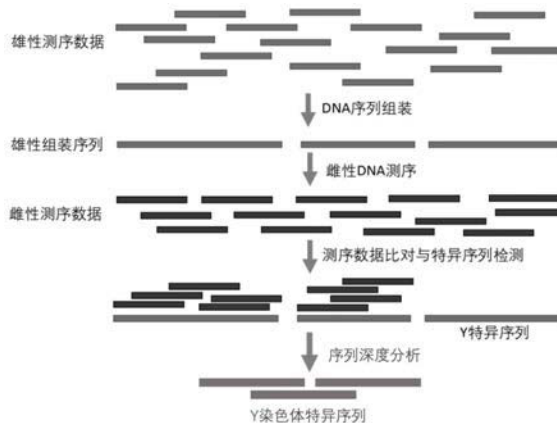 雄性测序数据
DNA序列组装
雄性组装序列
雌性DNA测序
雌性测序数据
测序数据比对与特异序列检测
Y特异序列
序列深度分析
Y染色体特异序列